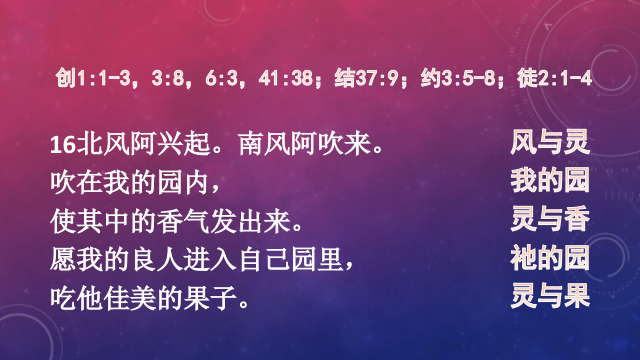 创1:1-3，3:8，6:3，41:38；结37:9；约3:5-8；徒2:1-4
16北风阿兴起。南风阿吹来。 风与灵
吹在我的园内， 我的园
使其中的香气发出来。 灵与香
愿我的良人进入自己园里， 祂的园
吃他佳美的果子。 灵与果